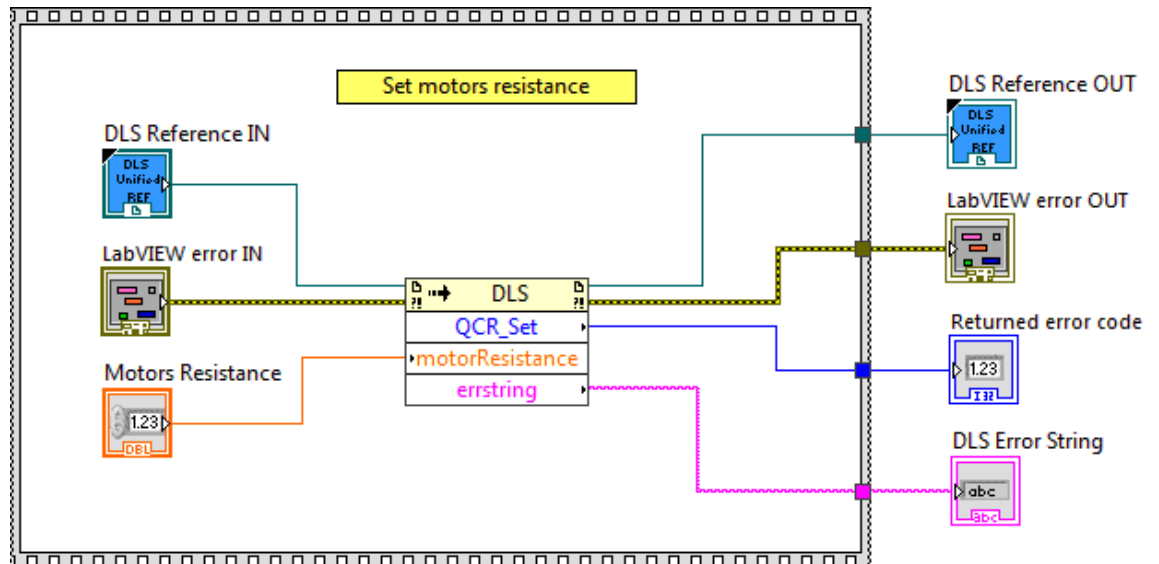 Set motors resistance
DLS Reference OUT
DLS
Unified
REF
DLS Reference IN
DLS
Unified
REF
LabVIEW error OUT
LabVIEW error IN
?!
DLS
?!
QCR_Set
motorResistance
errstring
Returned error code
1.23
I32
Motors Resistance
1.23
DBL
DLS Error String
abc
abc